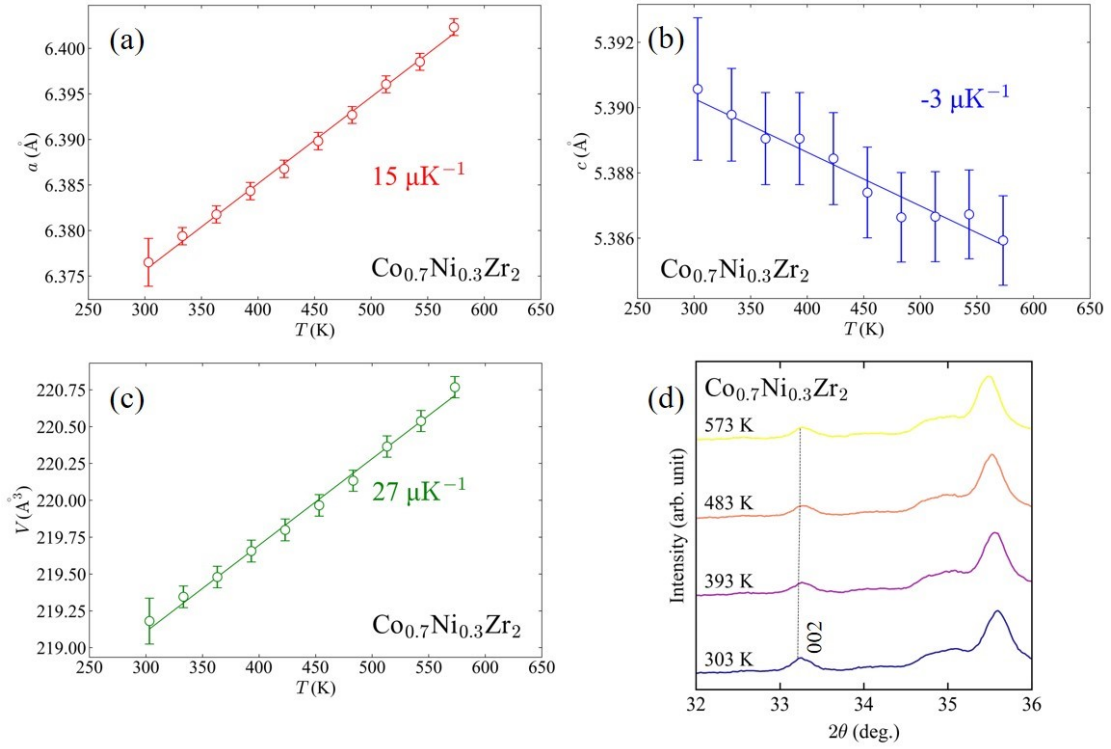 (a)
6.400
6.395
6.390
6.385
6.380
6.375
a (Å)
15 μK⁻¹
Co₀.₇Ni₀.₃Zr₂
250 300 350 400 450 500 550 600 650
T (K)
(b)
5.392
5.390
5.388
5.386
c (Å)
-3 μK⁻¹
Co₀.₇Ni₀.₃Zr₂
250 300 350 400 450 500 550 600 650
T (K)
(c)
220.75
220.50
220.25
220.00
219.75
219.50
219.25
219.00
V (Å³)
27 μK⁻¹
Co₀.₇Ni₀.₃Zr₂
250 300 350 400 450 500 550 600 650
T (K)
Co₀.₇Ni₀.₃Zr₂
(d)
573 K
483 K
393 K
303 K
002
Intensity (arb. unit)
32 33 34 35 36
2θ (deg.)